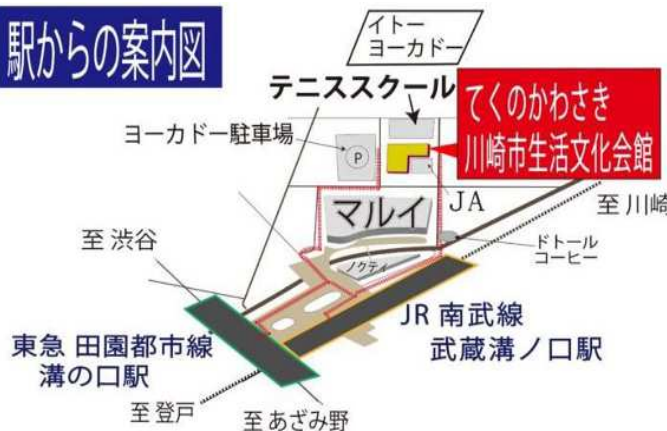 駅からの案内図
イトー
ヨーカドー
テニススクール
てくのかわさき
川崎市生活文化会館
ヨーカドー駐車場
P
マルイ
JA
至 川崎
至 渋谷
ノクティ
ドトール
コーヒー
東急 田園都市線
溝の口駅
JR 南武線
武蔵溝ノ口駅
至 登戸
至 あざみ野